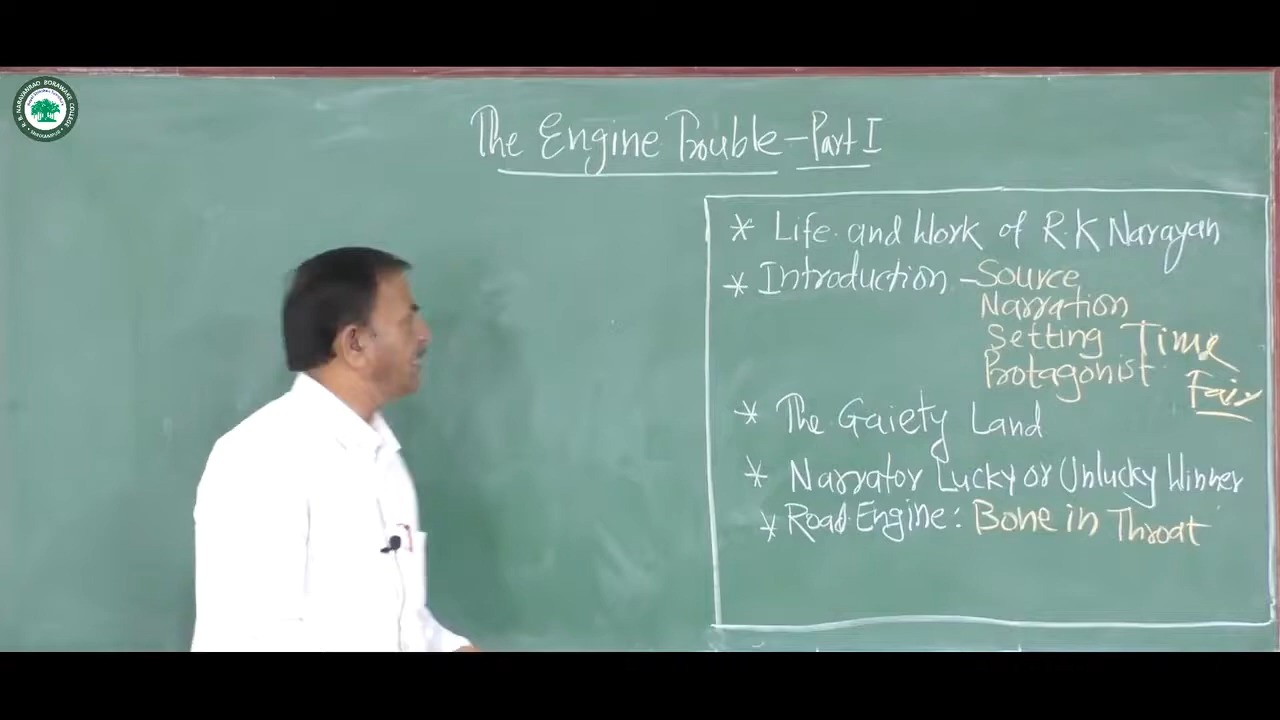 The Engine Trouble - Part I
* Life and Work of R.K Narayan
* Introduction - Source
Narration
Setting Time
Protagonist Fair
* The Gaiety Land
* Narrator Lucky or Unlucky Winner
* Road Engine: Bone in Throat